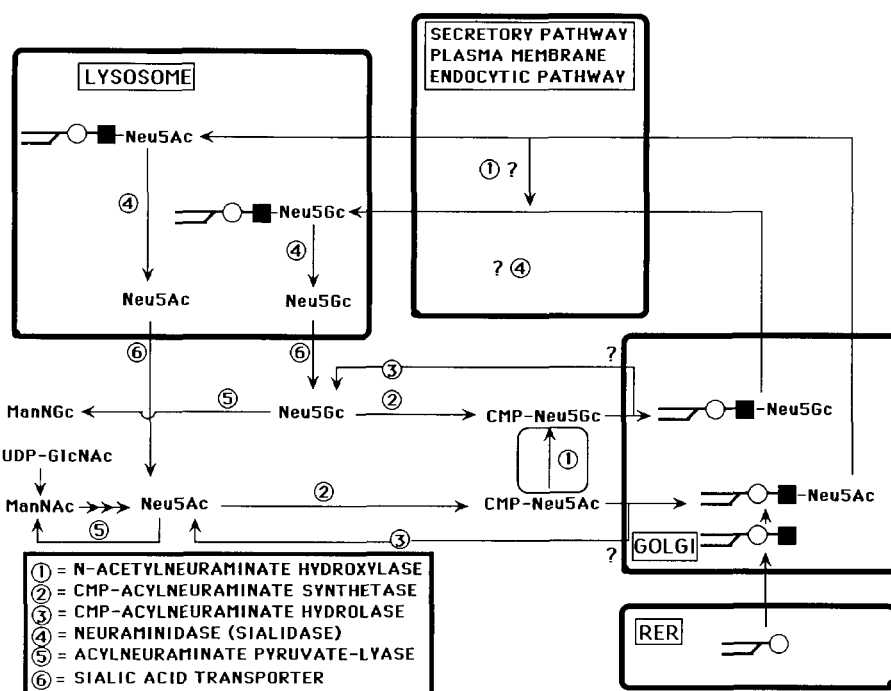 SECRETORY PATHWAY
PLASMA MEMBRANE
ENDOCYTIC PATHWAY
LYSOSOME
Neu5Ac
① ?
④
Neu5Gc
④
? ④
Neu5Ac
Neu5Gc
⑥
⑥
?
③
ManNGc
⑤
Neu5Gc
②
CMP-Neu5Gc
-Neu5Gc
UDP-GlcNAc
①
ManNAc
Neu5Ac
②
CMP-Neu5Ac
-Neu5Ac
⑤
③
?
GOLGI
① = N-ACETYLNEURAMINATE HYDROXYLASE
② = CMP-ACYLNEURAMINATE SYNTHETASE
③ = CMP-ACYLNEURAMINATE HYDROLASE
④ = NEURAMINIDASE (SIALIDASE)
⑤ = ACYLNEURAMINATE PYRUVATE-LYASE
⑥ = SIALIC ACID TRANSPORTER
RER